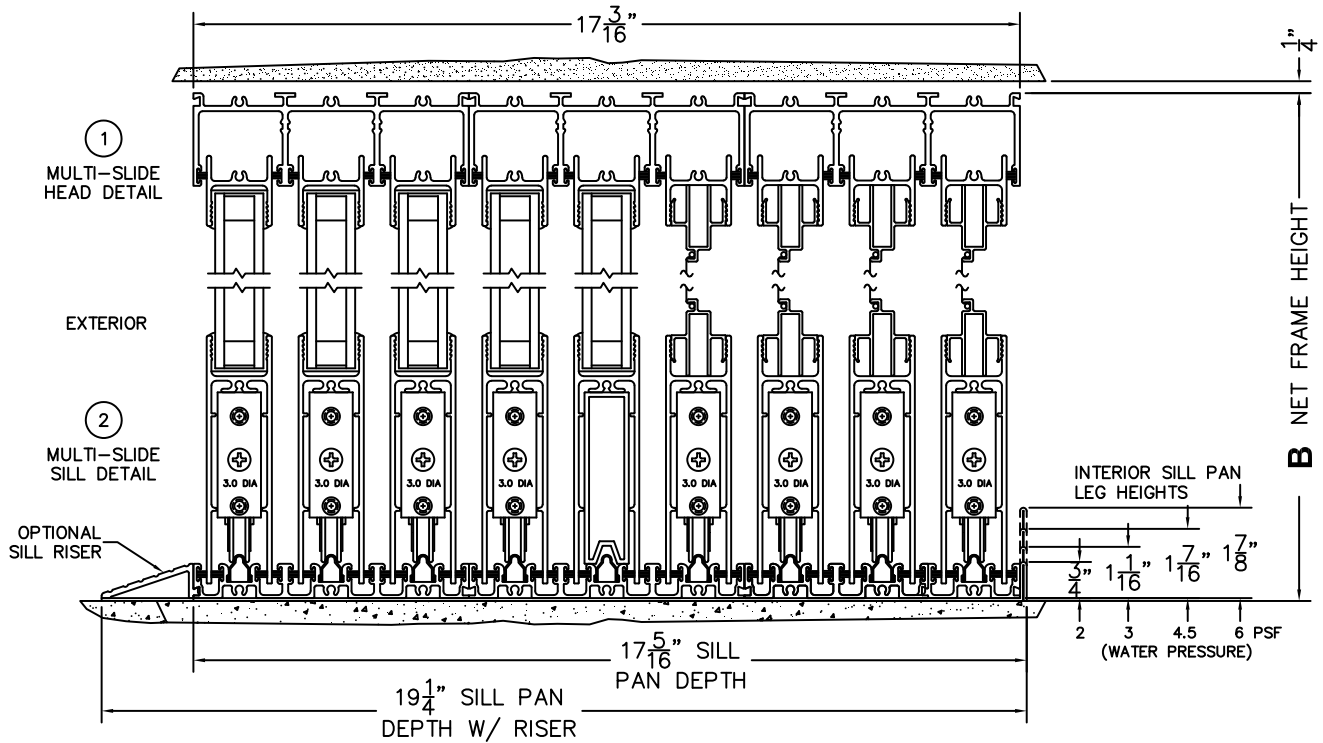 17 3/16"
1/4"
1
MULTI-SLIDE
HEAD DETAIL
EXTERIOR
B NET FRAME HEIGHT
2
MULTI-SLIDE
SILL DETAIL
3.0 DIA
3.0 DIA
3.0 DIA
3.0 DIA
3.0 DIA
3.0 DIA
3.0 DIA
3.0 DIA
INTERIOR SILL PAN
LEG HEIGHTS
OPTIONAL
SILL RISER
3/4" 1 1/16" 1 7/16" 1 7/8"
2 3 4.5 6 PSF
(WATER PRESSURE)
17 5/16" SILL
PAN DEPTH
19 1/4" SILL PAN
DEPTH W/ RISER